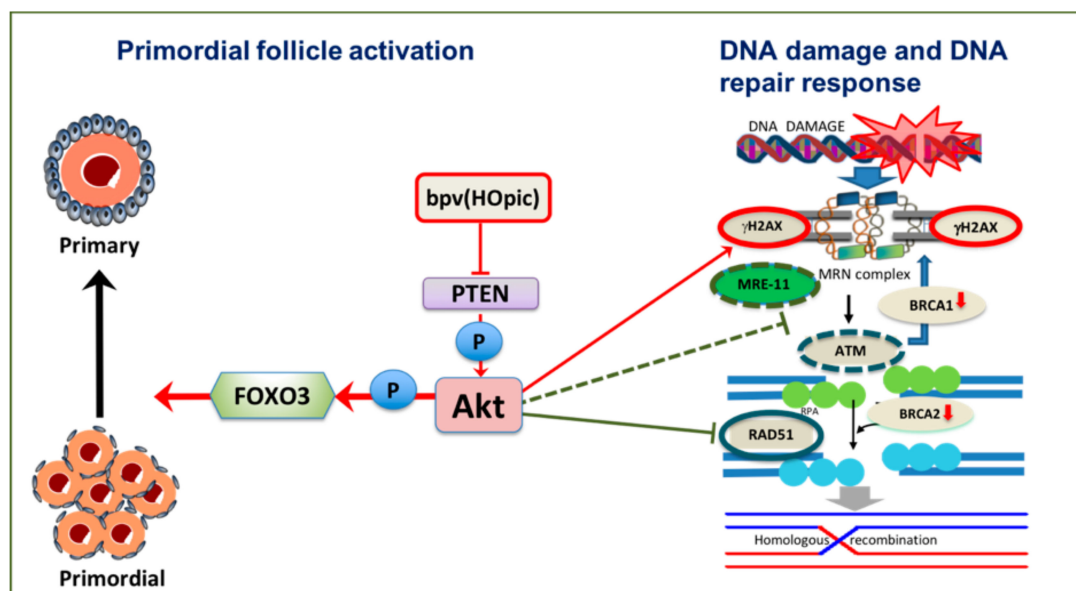 Primordial follicle activation
DNA damage and DNA
repair response
DNA DAMAGE
bpv(HOpic)
γH2AX
γH2AX
Primary
MRE-11
MRN complex
PTEN
BRCA1
P
ATM
FOXO3
P
Akt
RPA
BRCA2
RAD51
Homologous recombination
Primordial